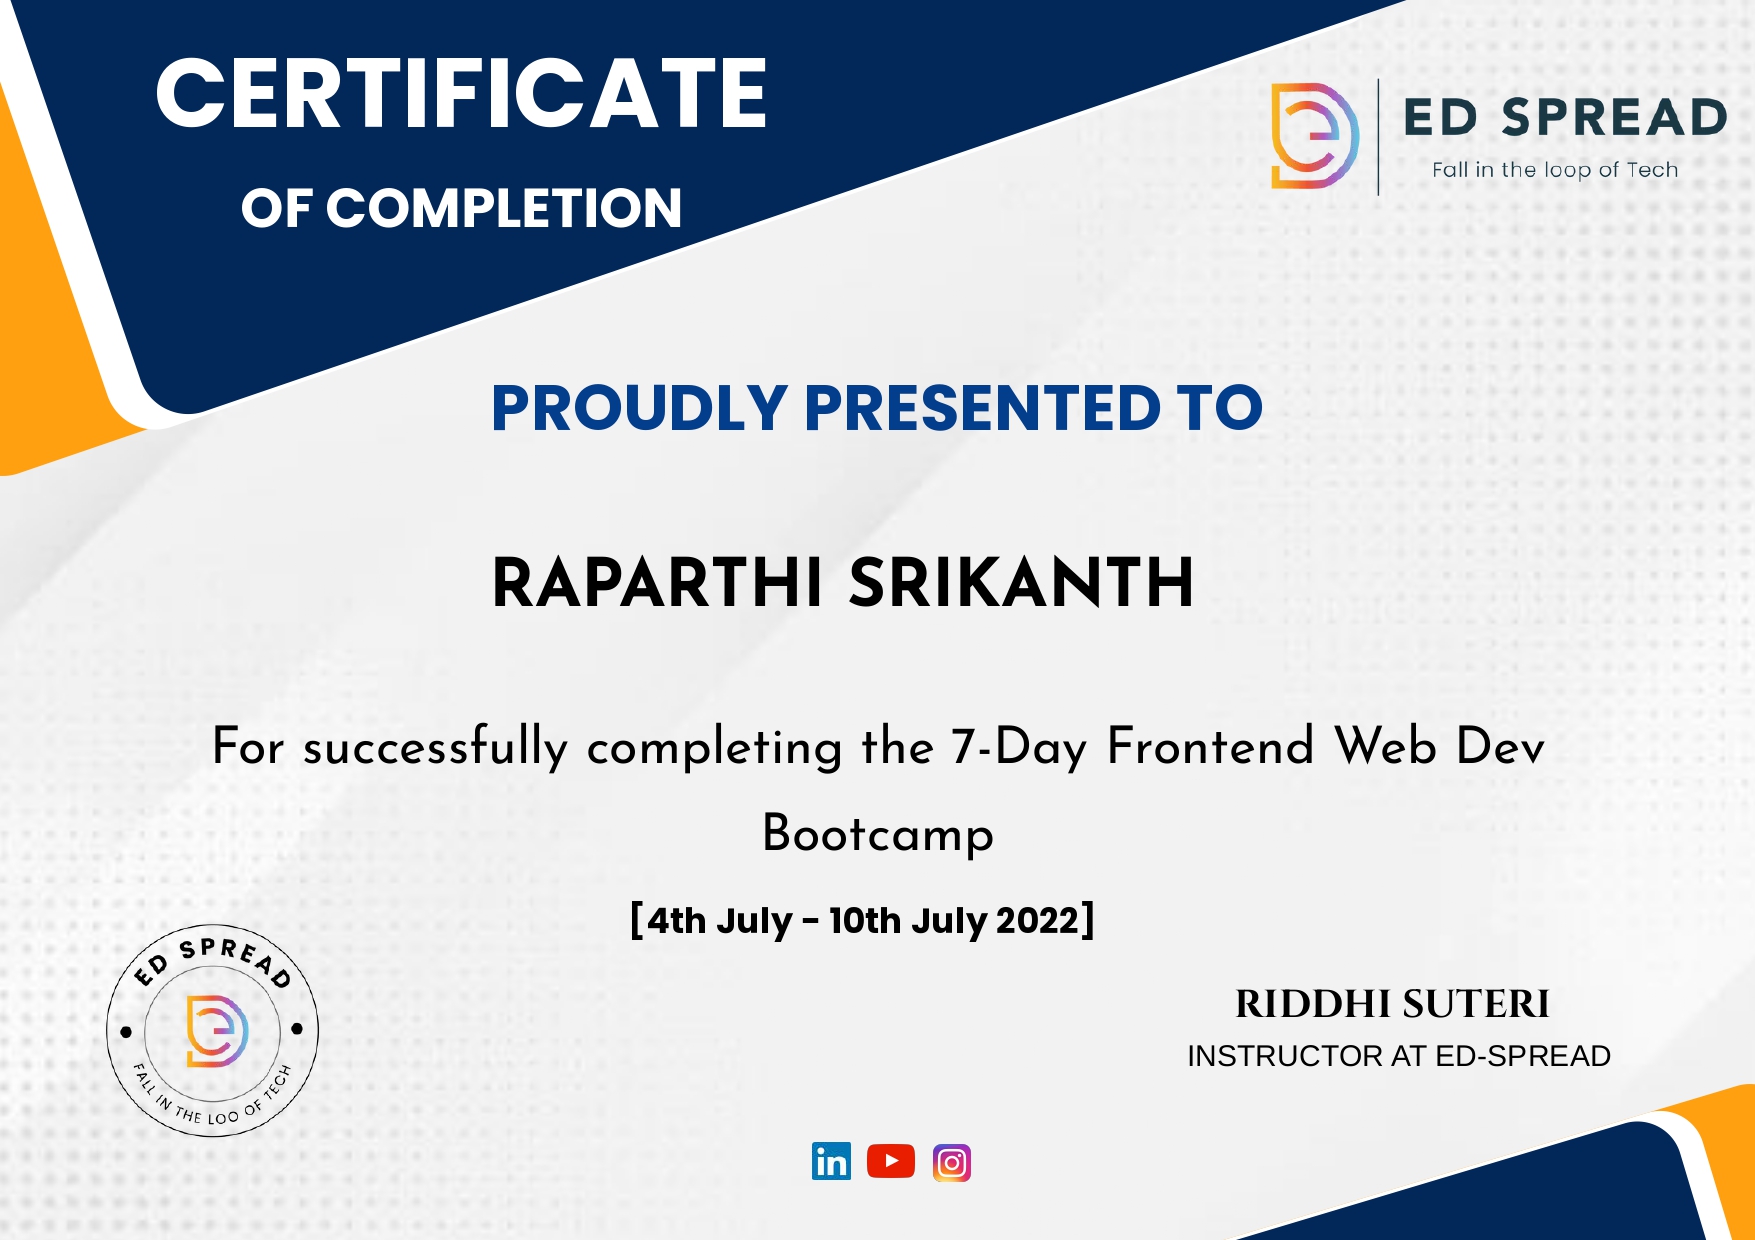 CERTIFICATE
OF COMPLETION
ED SPREAD
Fall in the loop of Tech
PROUDLY PRESENTED TO
RAPARTHI SRIKANTH
For successfully completing the 7-Day Frontend Web Dev
Bootcamp
[4th July - 10th July 2022]
ED SPREAD
FALL IN THE LOO OF TECH
RIDDHI SUTERI
INSTRUCTOR AT ED-SPREAD
in